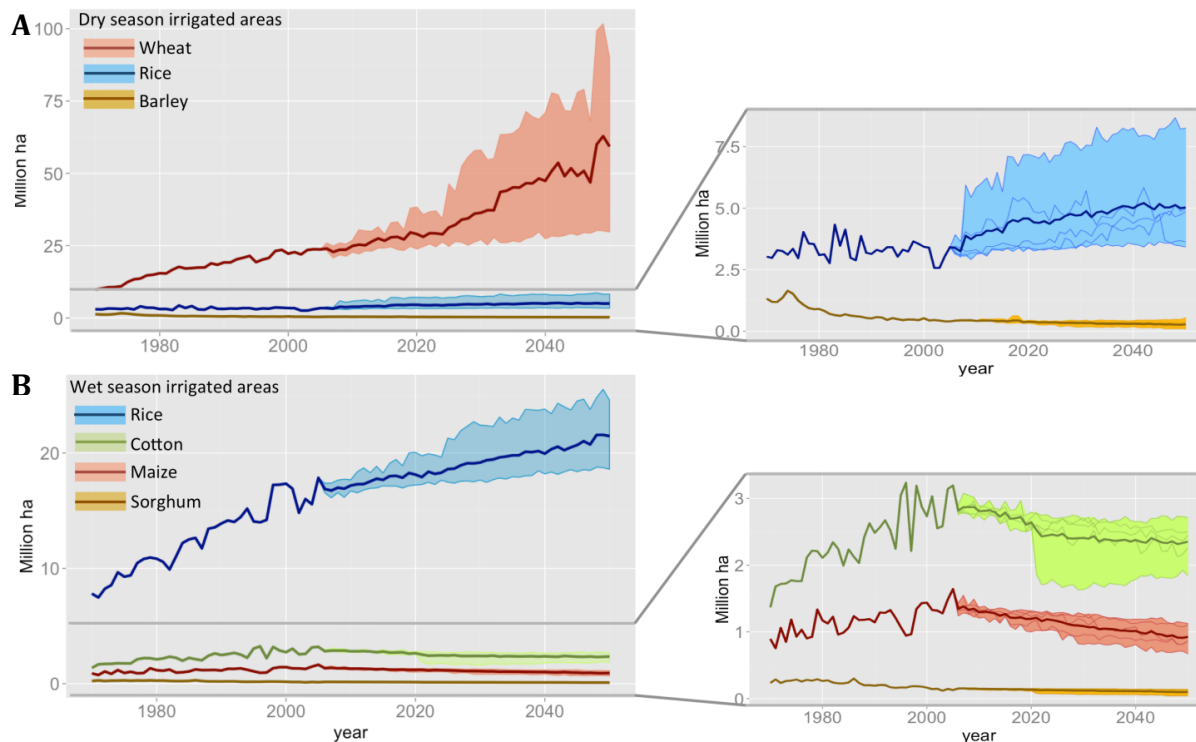 A
Dry season irrigated areas
Wheat
Rice
Barley
100
75
50
25
0
Million ha
1980
2000
2020
2040
7.5
5.0
2.5
0.0
Million ha
1980
2000
2020
2040
year
B
Wet season irrigated areas
Rice
Cotton
Maize
Sorghum
20
10
0
Million ha
1980
2000
2020
2040
year
3
2
1
0
Million ha
1980
2000
2020
2040
year